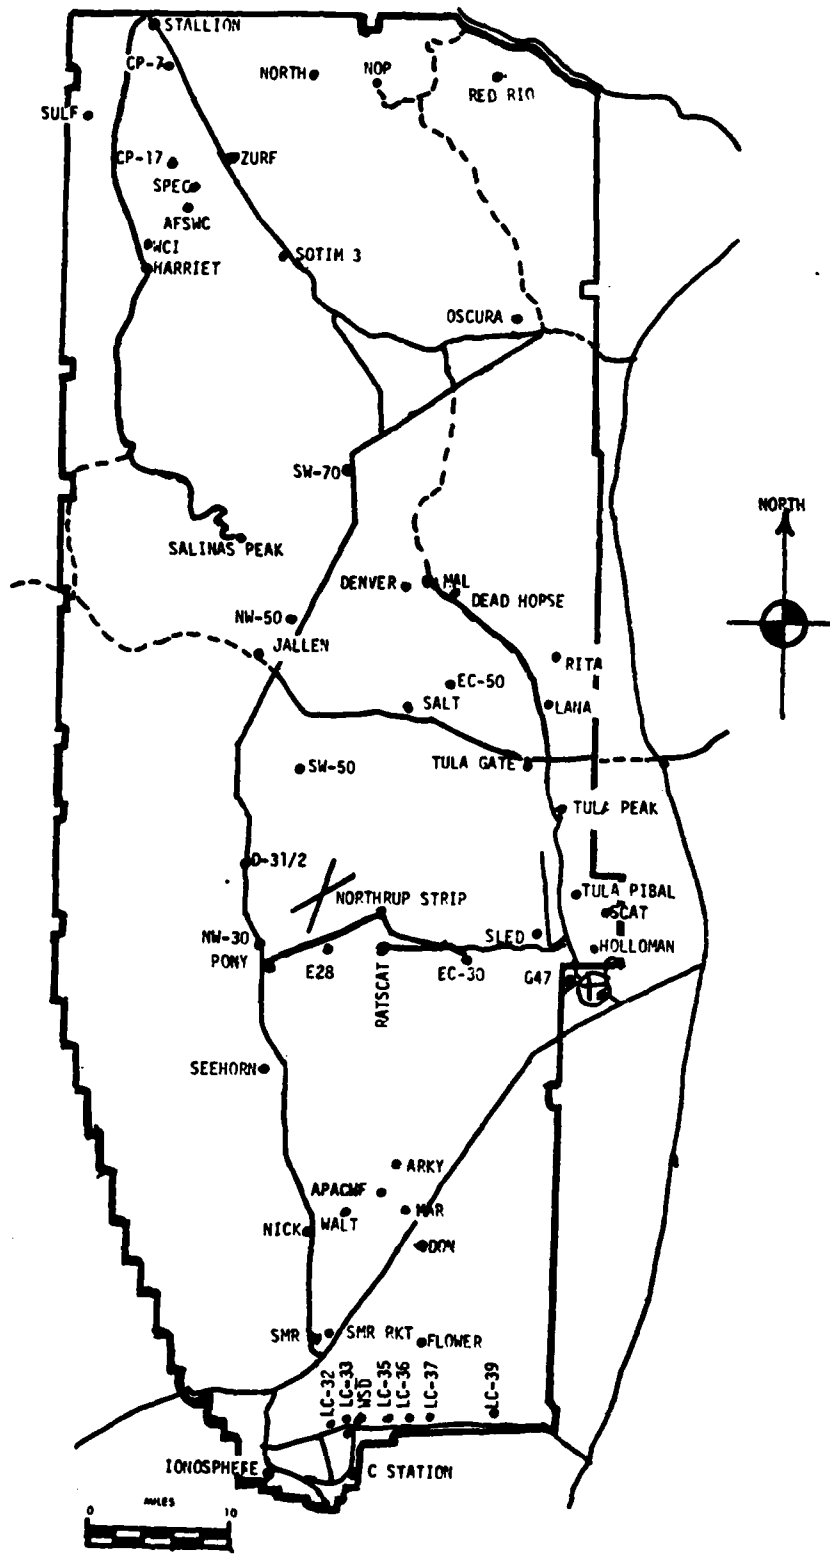 STALLION
CP-7
NORTH
NOP
RED RIO
SULF
CP-17
ZURF
SPEC
AFSWC
WCI
HARRIET
SOTIM 3
OSCURA
SW-70
NORTH
SALINAS PEAK
DENVER
MAL
DEAD HORSE
NW-50
JALLEN
RITA
EC-50
SALT
LANA
SW-50
TULA GATE
TULA PEAK
D-31/2
NORTHRUP STRIP
TULA PIBAL
SCAT
NW-30
SLED
HOLLOMAN
PONY
E28
RATSCAT
EC-30
G47
SEEHORN
ARKY
MAR
WALT
NICK
DON
SMR
SMR RKT
FLOWER
LC-32
LC-33
WSD
LC-35
LC-36
LC-37
LC-39
IONOSPHERE
C STATION
MILES
0 10